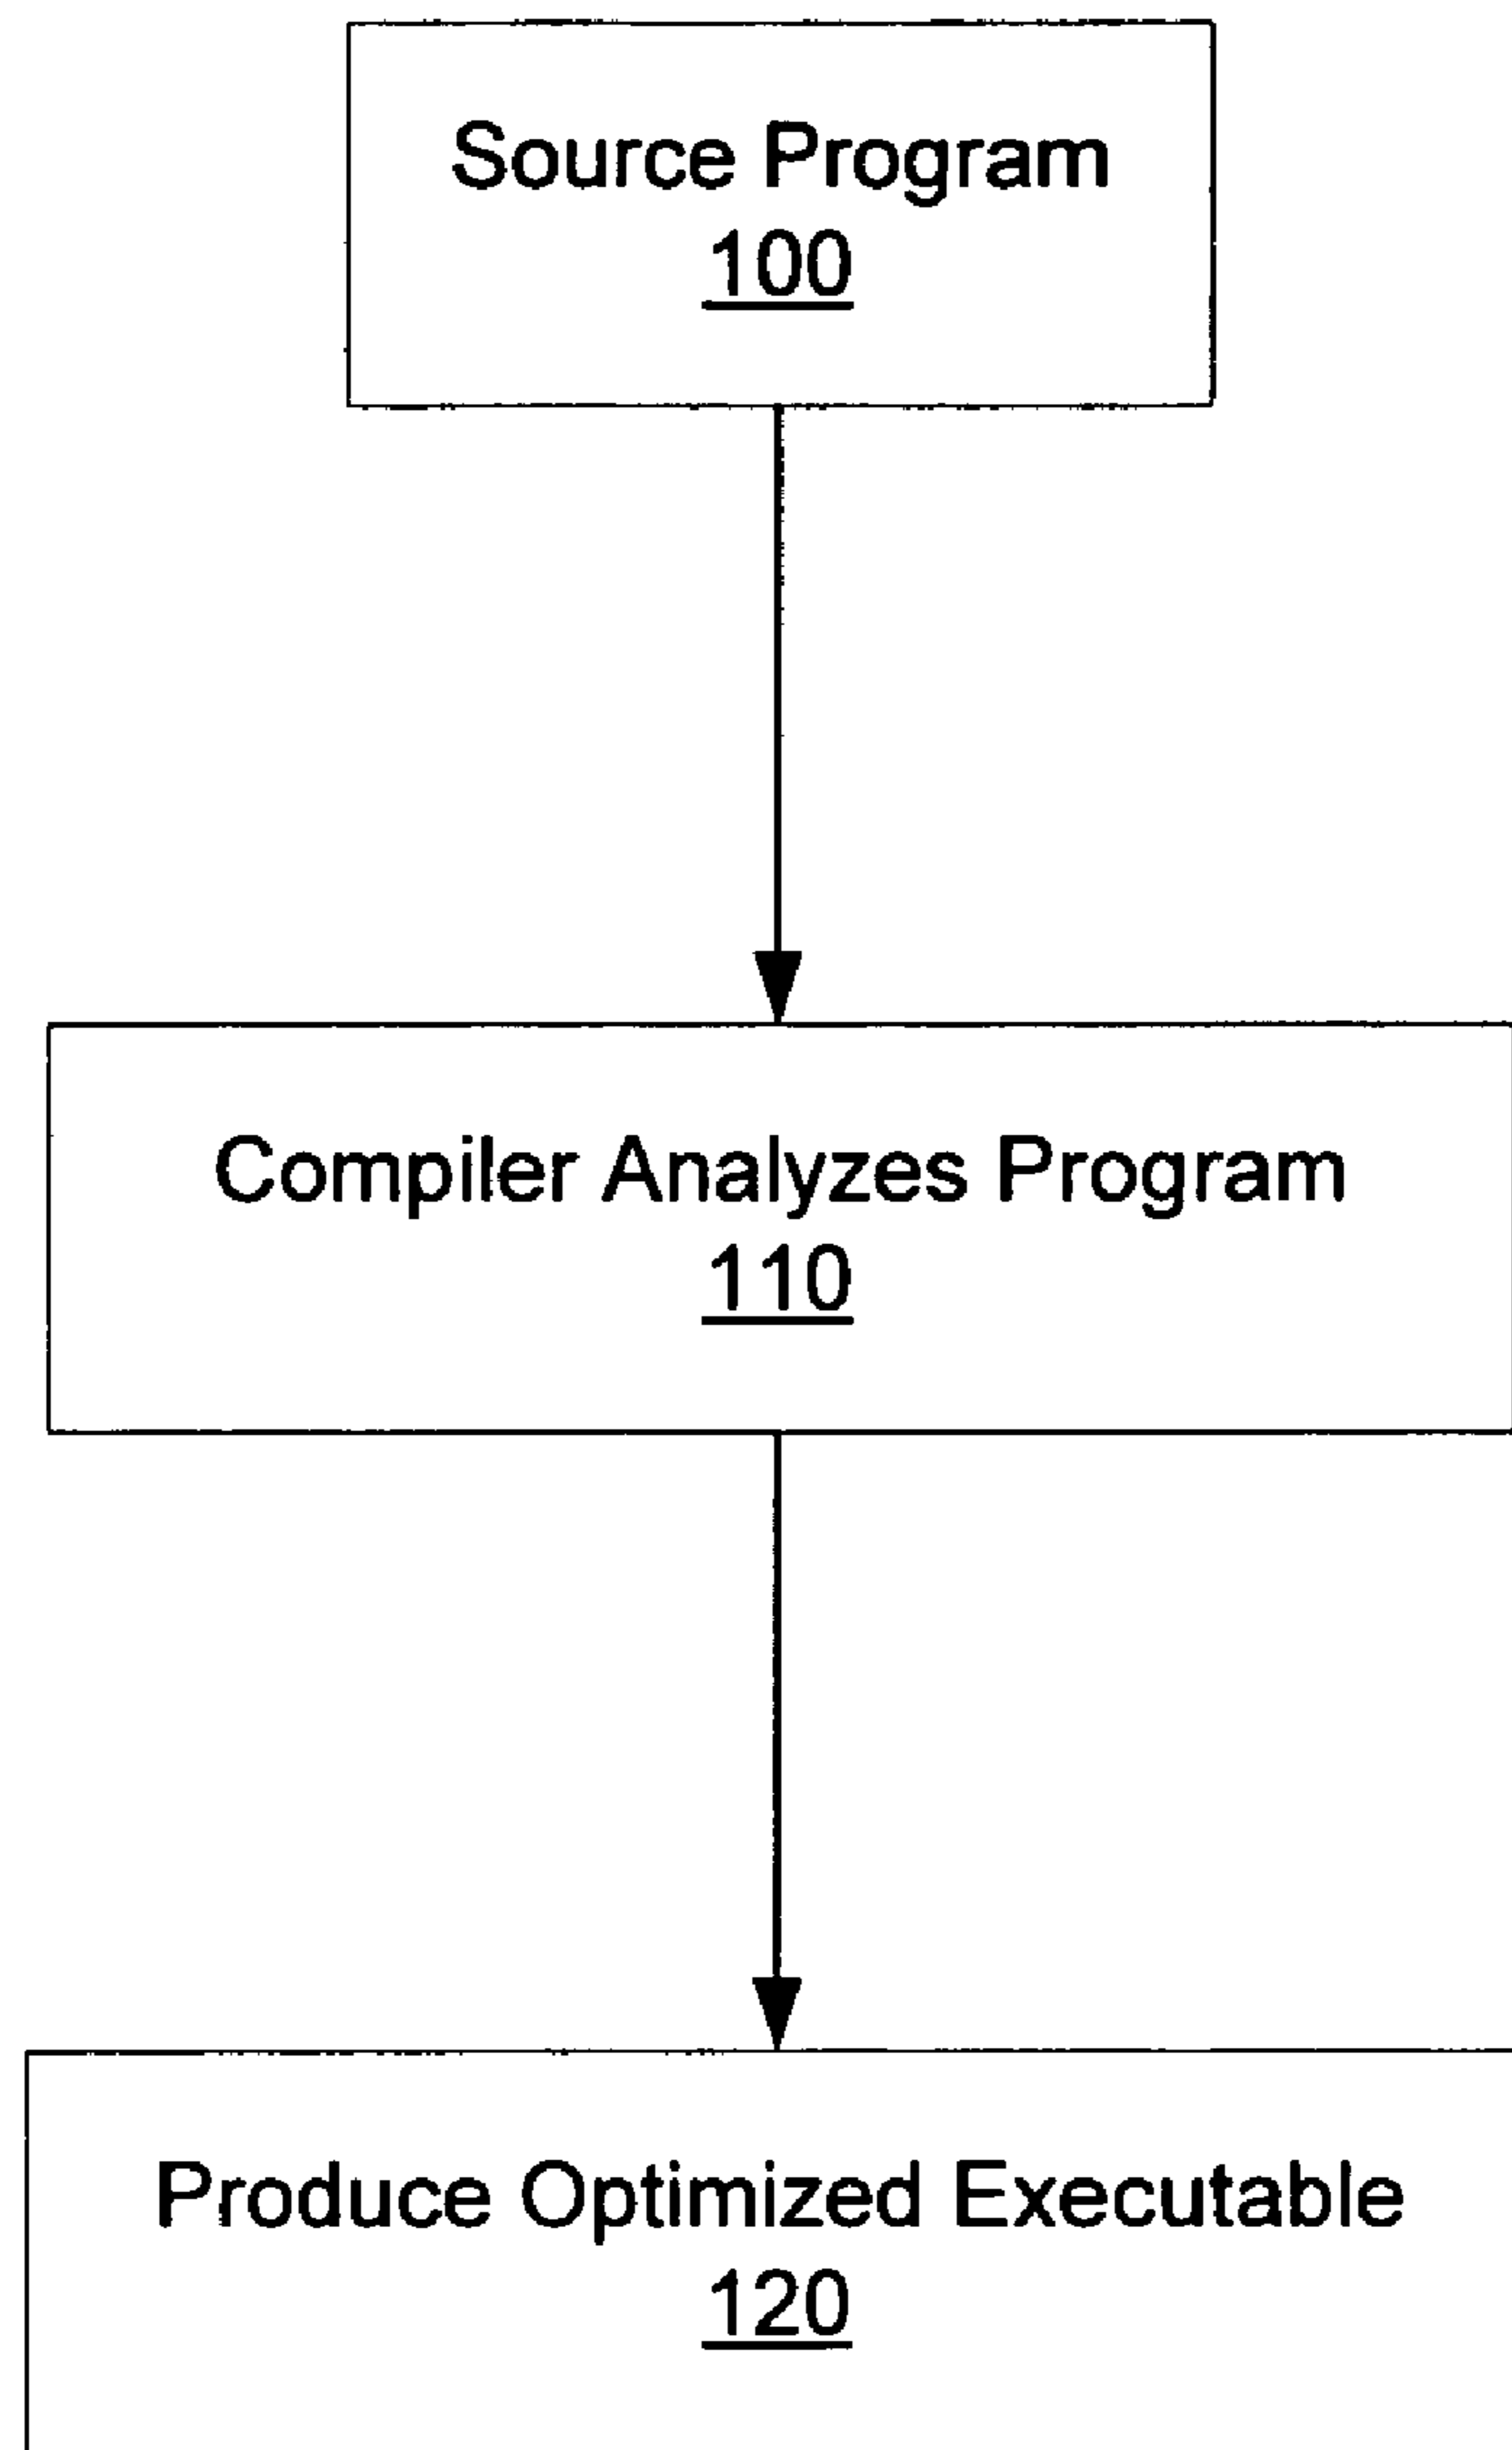 Source Program
100
Compiler Analyzes Program
110
Produce Optimized Executable
120